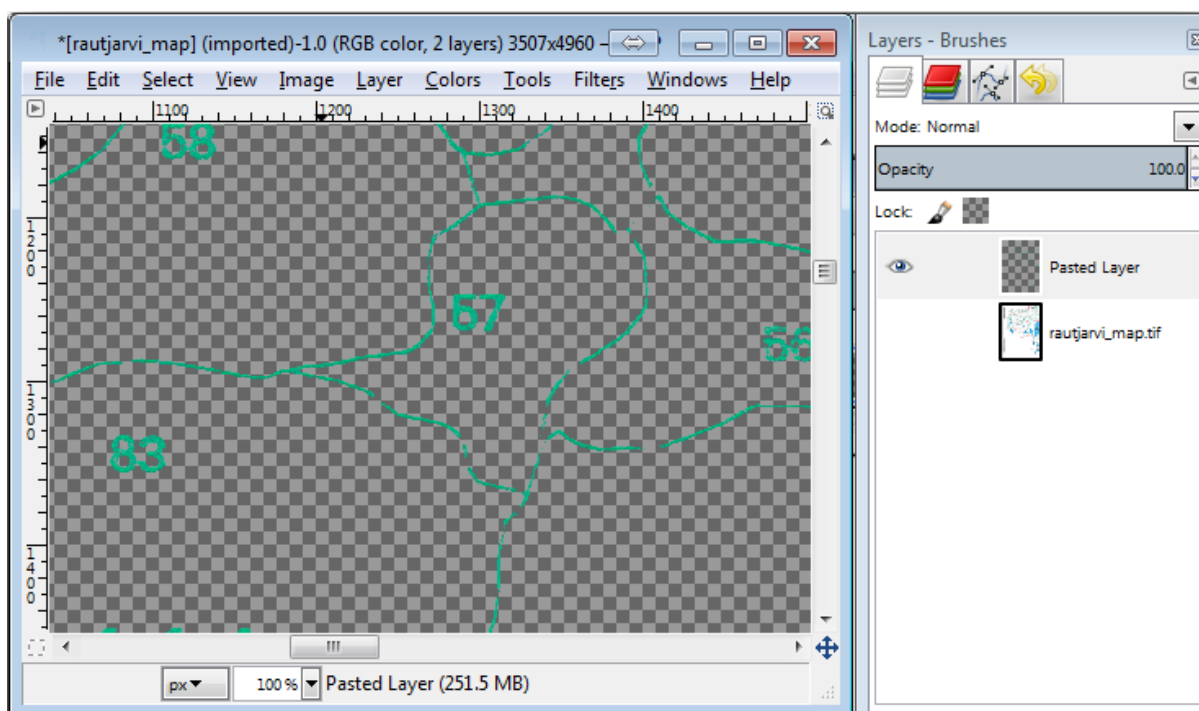 *[rautjarvi_map] (imported)-1.0 (RGB color, 2 layers) 3507x4960 –
File Edit Select View Image Layer Colors Tools Filters Windows Help
1100 1200 1300 1400
1200
1300
1400
58
57
56
83
px 100 % Pasted Layer (251.5 MB)
Layers - Brushes
Mode: Normal
Opacity 100.0
Lock:
Pasted Layer
rautjarvi_map.tif